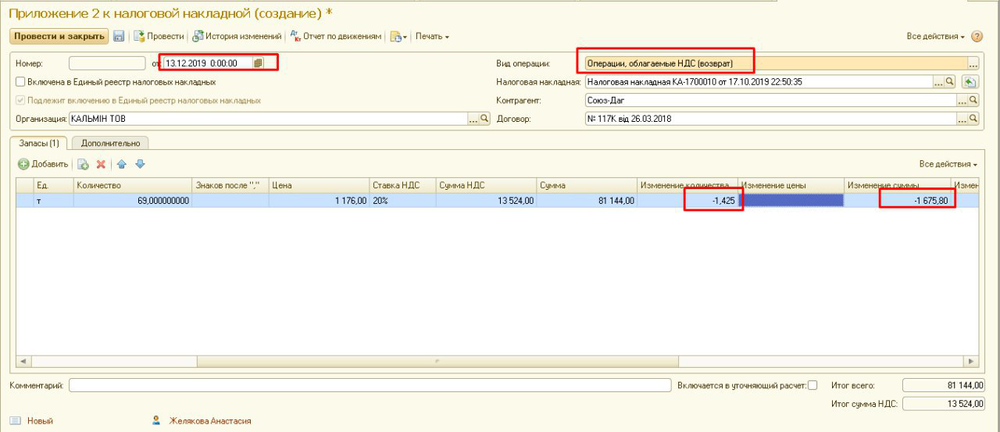 Приложение 2 к налоговой накладной (создание) *
Провести и закрыть Провести История изменений Дт Кт Отчет по движениям Печать Все действия
Номер: от: 13.12.2019 0:00:00 Вид операции: Операции, облагаемые НДС (возврат) ...
Включена в Единый реестр налоговых накладных Налоговая накладная: Налоговая накладная КА-1700010 от 17.10.2019 22:50:35 ...
Подлежит включению в Единый реестр налоговых накладных Контрагент: Союз-Даг ...
Организация: КАЛЬМІН ТОВ ... Договор: № 117К від 26.03.2018 ...
Запасы (1) Дополнительно
Добавить Все действия
Ед. Количество Знаков после "," Цена Ставка НДС Сумма НДС Сумма Изменение количества Изменение цены Изменение суммы Измен
т 69,000000000 1 176,00 20% 13 524,00 81 144,00 -1,425 -1 675,80
Комментарий: Включается в уточняющий расчет: Итог всего: 81 144,00
Итог сумма НДС: 13 524,00
Новый Желякова Анастасия